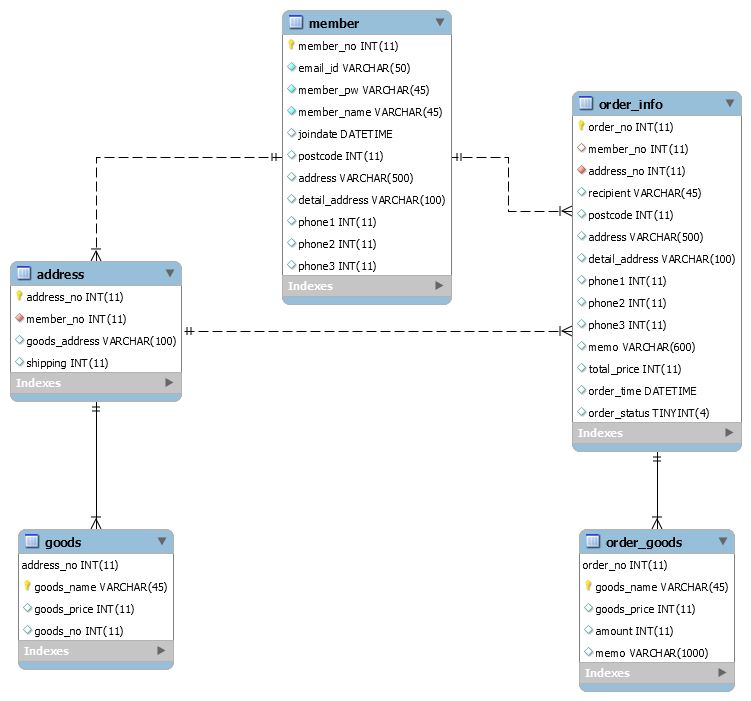 member
member_no INT(11)
email_id VARCHAR(50)
member_pw VARCHAR(45)
member_name VARCHAR(45)
joindate DATETIME
postcode INT(11)
address VARCHAR(500)
detail_address VARCHAR(100)
phone1 INT(11)
phone2 INT(11)
phone3 INT(11)
Indexes
order_info
order_no INT(11)
member_no INT(11)
address_no INT(11)
recipient VARCHAR(45)
postcode INT(11)
address VARCHAR(500)
detail_address VARCHAR(100)
phone1 INT(11)
phone2 INT(11)
phone3 INT(11)
memo VARCHAR(600)
total_price INT(11)
order_time DATETIME
order_status TINYINT(4)
Indexes
address
address_no INT(11)
member_no INT(11)
goods_address VARCHAR(100)
shipping INT(11)
Indexes
goods
address_no INT(11)
goods_name VARCHAR(45)
goods_price INT(11)
goods_no INT(11)
Indexes
order_goods
order_no INT(11)
goods_name VARCHAR(45)
goods_price INT(11)
amount INT(11)
memo VARCHAR(1000)
Indexes